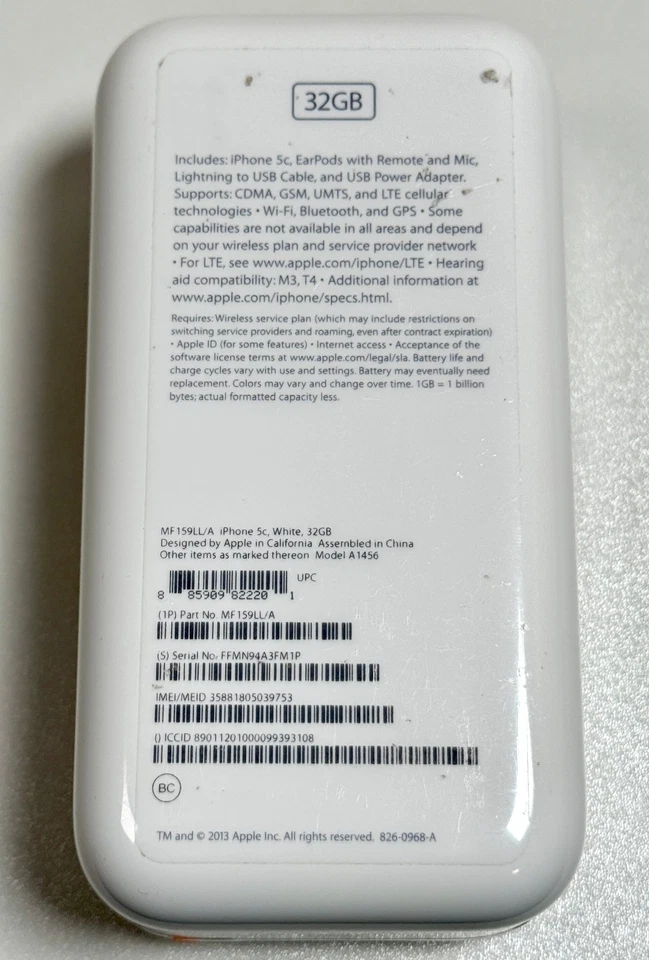 32GB
Includes: iPhone 5c, EarPods with Remote and Mic,
Lightning to USB Cable, and USB Power Adapter.
Supports: CDMA, GSM, UMTS, and LTE cellular
technologies • Wi-Fi, Bluetooth, and GPS • Some
capabilities are not available in all areas and depend
on your wireless plan and service provider network
• For LTE, see www.apple.com/iphone/LTE • Hearing
aid compatibility: M3, T4 • Additional information at
www.apple.com/iphone/specs.html.
Requires: Wireless service plan (which may include restrictions on
switching service providers and roaming, even after contract expiration)
• Apple ID (for some features) • Internet access • Acceptance of the
software license terms at www.apple.com/legal/sla. Battery life and
charge cycles vary with use and settings. Battery may eventually need
replacement. Colors may vary and change over time. 1GB = 1 billion
bytes; actual formatted capacity less.
MF159LL/A iPhone 5c, White, 32GB
Designed by Apple in California Assembled in China
Other items as marked thereon Model A1456
UPC
8 85909 82220 1
(1P) Part No. MF159LL/A
(S) Serial No. FFMN94A3FM1P
IMEI/MEID 35881805039753
() ICCID 89011201000099393108
BC
TM and © 2013 Apple Inc. All rights reserved. 826-0968-A